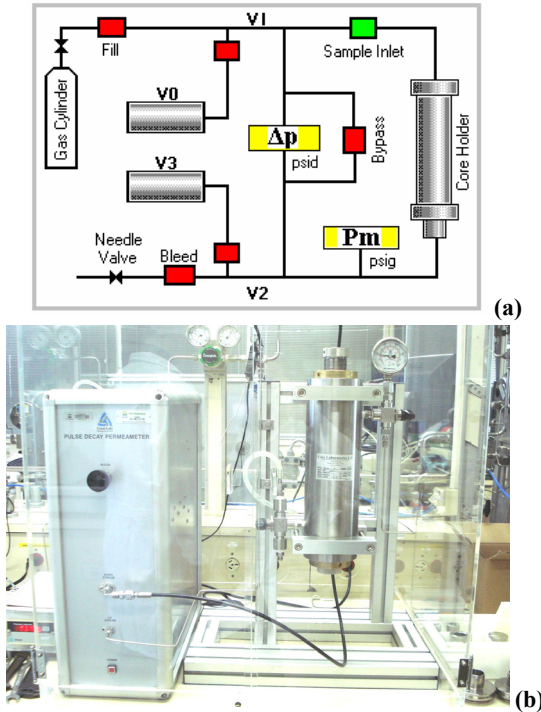 V1
Fill
Sample Inlet
V0
Gas Cylinder
Δp
psid
Bypass
Core Holder
V3
Needle
Valve
Bleed
Pm
psig
V2
(a)
PULSE DECAY PERMEAMETER
(b)